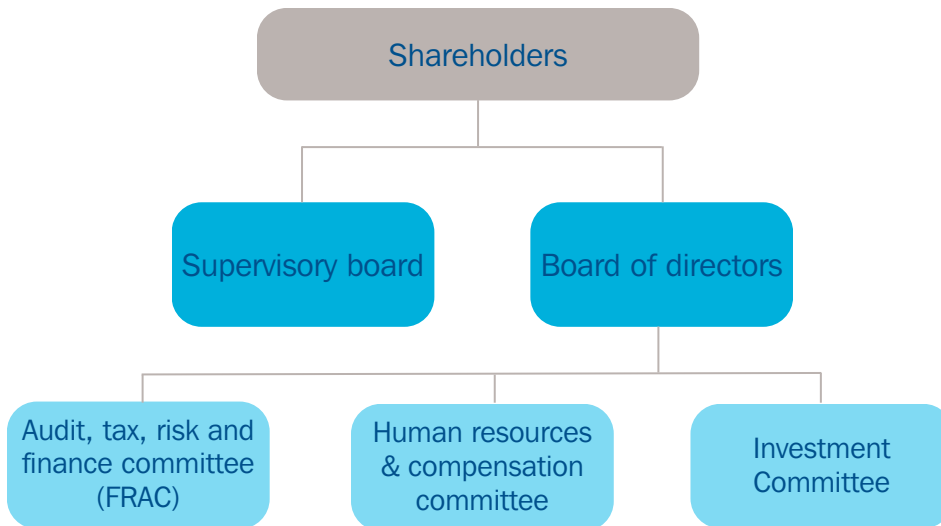 Shareholders
Supervisory board
Board of directors
Audit, tax, risk and
finance committee
(FRAC)
Human resources
& compensation
committee
Investment
Committee